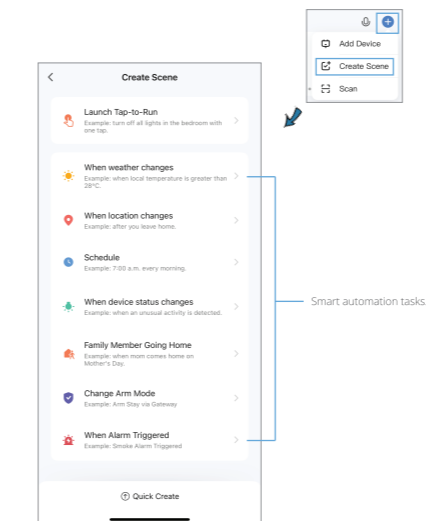 Add Device
Create Scene
Scan
Create Scene
Launch Tap-to-Run
Example: turn off all lights in the bedroom with
one tap.
When weather changes
Example: when local temperature is greater than
28°C.
When location changes
Example: after you leave home.
Schedule
Example: 7:00 a.m. every morning.
When device status changes
Example: when an unusual activity is detected.
Family Member Going Home
Example: when mom comes home on
Mother's Day.
Change Arm Mode
Example: Arm Stay via Gateway
When Alarm Triggered
Example: Smoke Alarm Triggered
Smart automation tasks
Quick Create